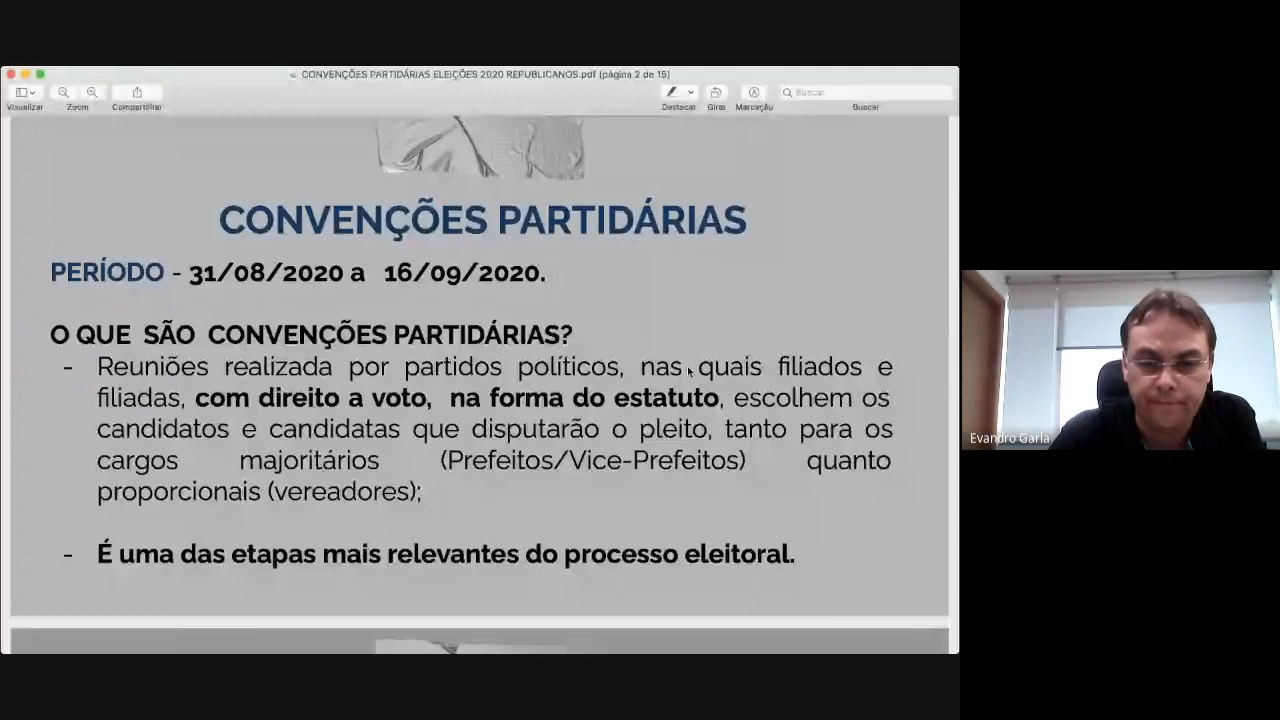 CONVENÇÕES PARTIDÁRIAS ELEIÇÕES 2020 REPUBLICANOS.pdf (página 2 de 15)
Visualizar Zoom Compartilhar Destacar Girar Marcação Buscar
Buscar
CONVENÇÕES PARTIDÁRIAS
PERÍODO - 31/08/2020 a 16/09/2020.
O QUE SÃO CONVENÇÕES PARTIDÁRIAS?
- Reuniões realizada por partidos políticos, nas quais filiados e
filiadas, com direito a voto, na forma do estatuto, escolhem os
candidatos e candidatas que disputarão o pleito, tanto para os
cargos majoritários (Prefeitos/Vice-Prefeitos) quanto
proporcionais (vereadores);
- É uma das etapas mais relevantes do processo eleitoral.
Evandro Garla